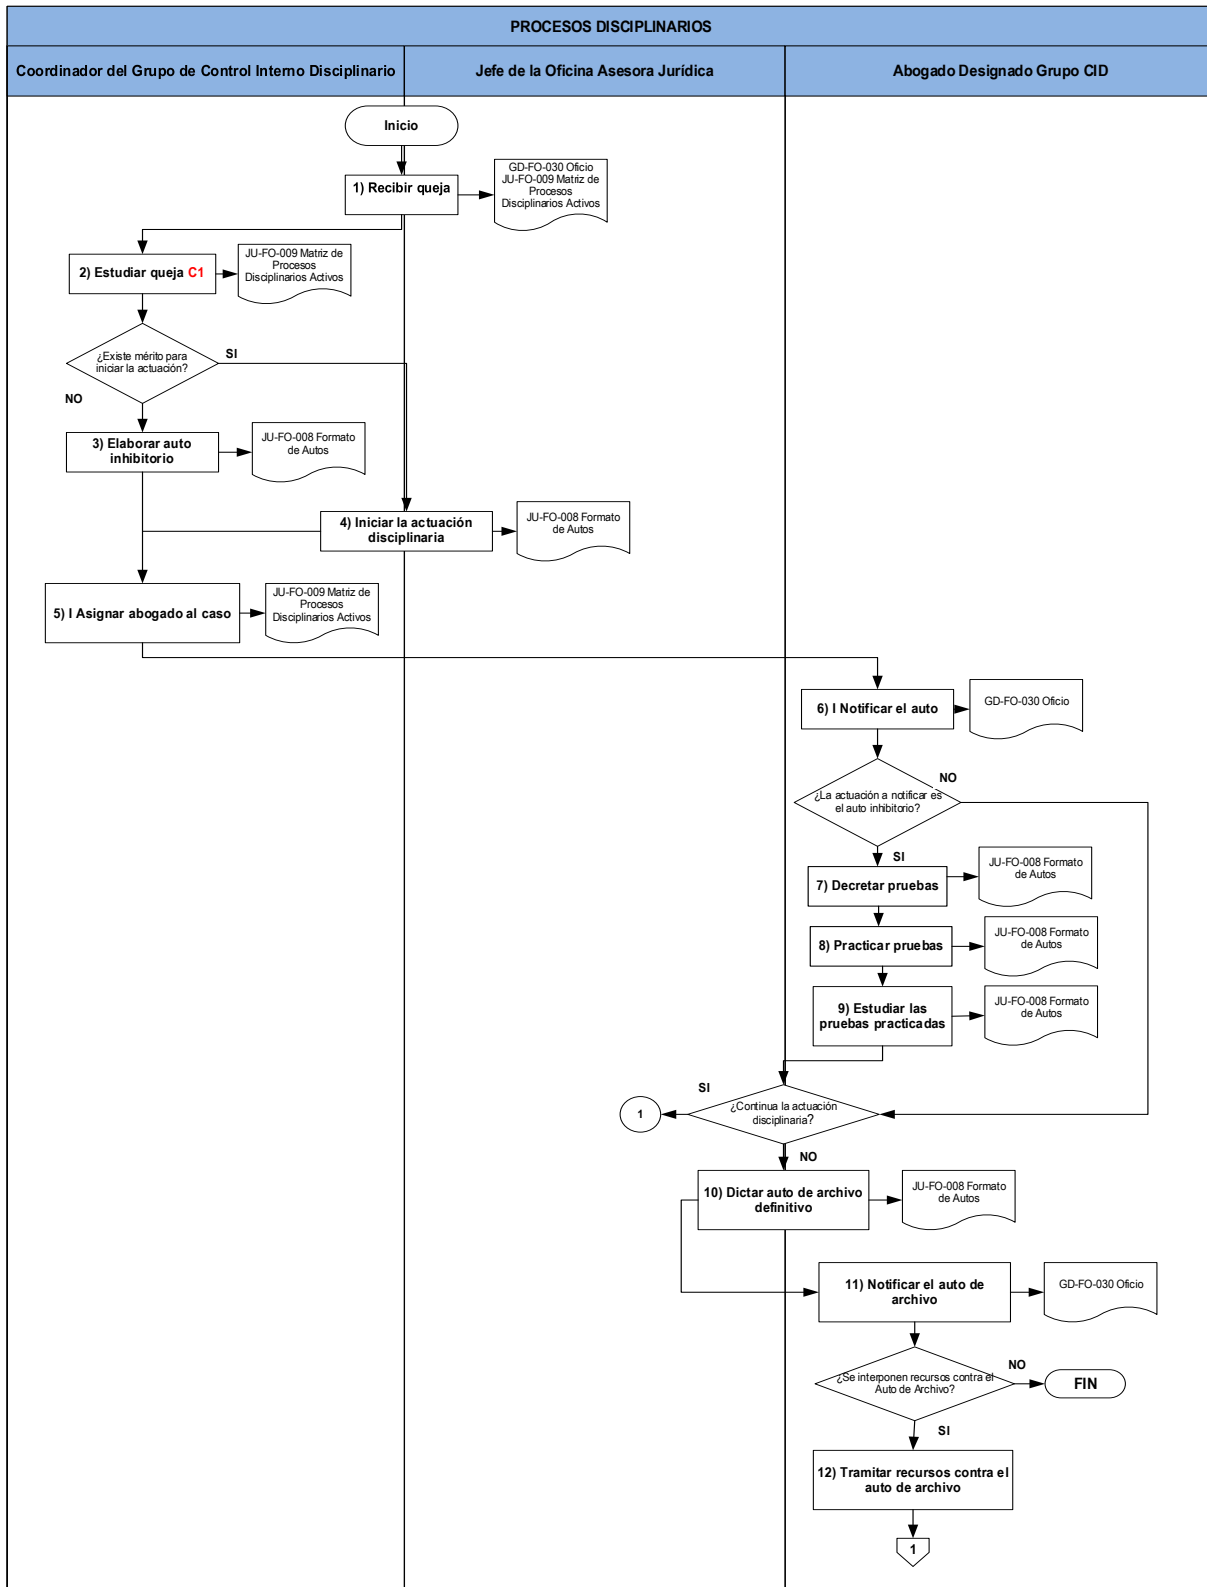 PROCESOS DISCIPLINARIOS
Coordinador del Grupo de Control Interno Disciplinario
Jefe de la Oficina Asesora Jurídica
Abogado Designado Grupo CID
Inicio
1) Recibir queja
GD-FO-030 Oficio
JU-FO-009 Matriz de
Procesos
Disciplinarios Activos
2) Estudiar queja C1
JU-FO-009 Matriz de
Procesos
Disciplinarios Activos
¿Existe mérito para
iniciar la actuación?
SI
NO
3) Elaborar auto
inhibitorio
JU-FO-008 Formato
de Autos
4) Iniciar la actuación
disciplinaria
JU-FO-008 Formato
de Autos
5) I Asignar abogado al caso
JU-FO-009 Matriz de
Procesos
Disciplinarios Activos
6) I Notificar el auto
GD-FO-030 Oficio
¿La actuación a notificar es
el auto inhibitorio?
NO
SI
7) Decretar pruebas
JU-FO-008 Formato
de Autos
8) Practicar pruebas
JU-FO-008 Formato
de Autos
9) Estudiar las
pruebas practicadas
JU-FO-008 Formato
de Autos
SI
1
¿Continua la actuación
disciplinaria?
NO
10) Dictar auto de archivo
definitivo
JU-FO-008 Formato
de Autos
11) Notificar el auto de
archivo
GD-FO-030 Oficio
¿Se interponen recursos contra el
Auto de Archivo?
NO
FIN
SI
12) Tramitar recursos contra el
auto de archivo
1